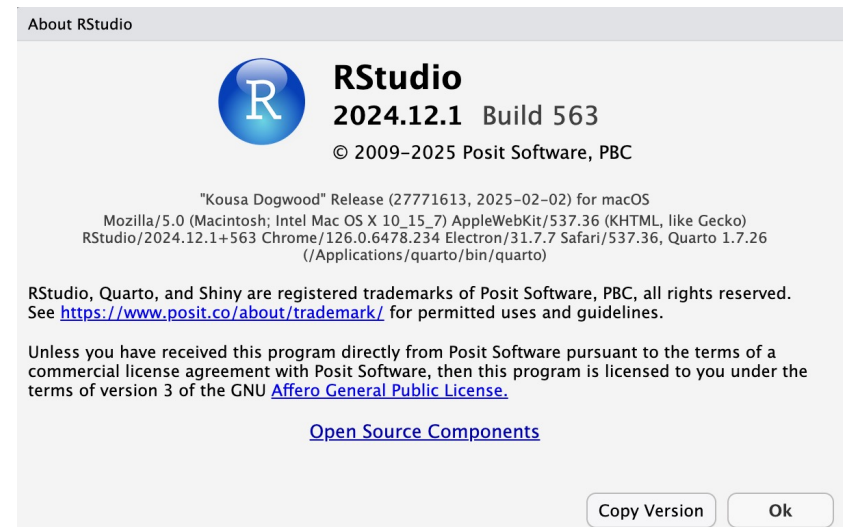 About RStudio
R
RStudio
2024.12.1 Build 563
© 2009-2025 Posit Software, PBC
"Kousa Dogwood" Release (27771613, 2025-02-02) for macOS
Mozilla/5.0 (Macintosh; Intel Mac OS X 10_15_7) AppleWebKit/537.36 (KHTML, like Gecko)
RStudio/2024.12.1+563 Chrome/126.0.6478.234 Electron/31.7.7 Safari/537.36, Quarto 1.7.26
(/Applications/quarto/bin/quarto)
RStudio, Quarto, and Shiny are registered trademarks of Posit Software, PBC, all rights reserved.
See https://www.posit.co/about/trademark/ for permitted uses and guidelines.
Unless you have received this program directly from Posit Software pursuant to the terms of a
commercial license agreement with Posit Software, then this program is licensed to you under the
terms of version 3 of the GNU Affero General Public License.
Open Source Components
Copy Version Ok